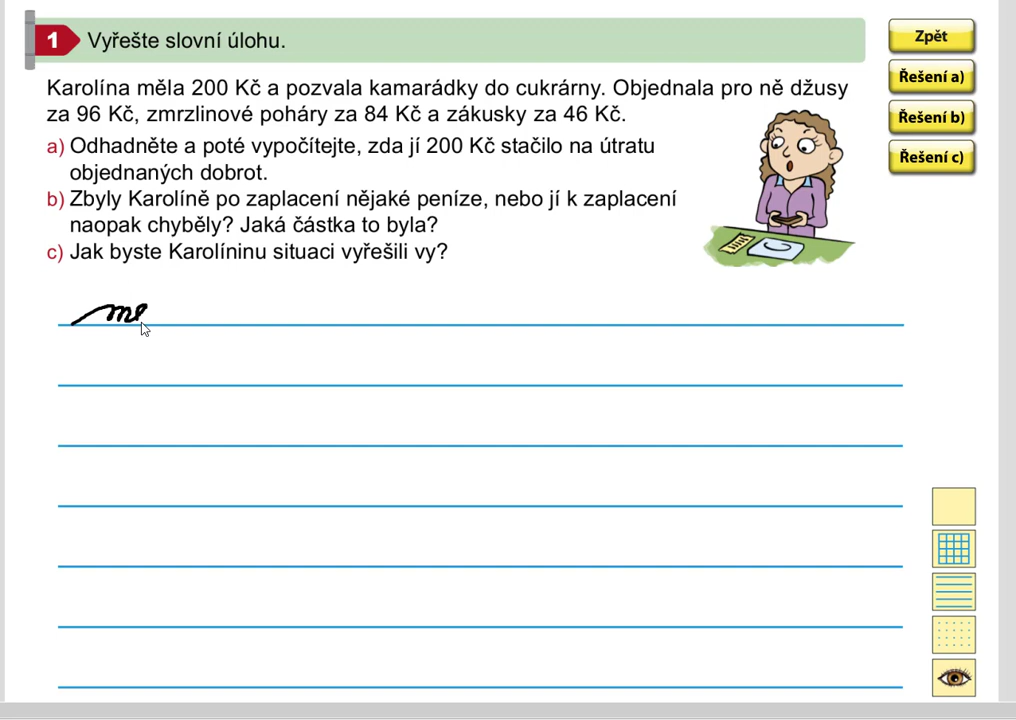 1 Vyřešte slovní úlohu.
Zpět
Řešení a)
Řešení b)
Řešení c)
Karolína měla 200 Kč a pozvala kamarádky do cukrárny. Objednala pro ně džusy
za 96 Kč, zmrzlinové poháry za 84 Kč a zákusky za 46 Kč.
a) Odhadněte a poté vypočítejte, zda jí 200 Kč stačilo na útratu
objednaných dobrot.
b) Zbyly Karolíně po zaplacení nějaké peníze, nebo jí k zaplacení
naopak chyběly? Jaká částka to byla?
c) Jak byste Karolíninu situaci vyřešili vy?
me